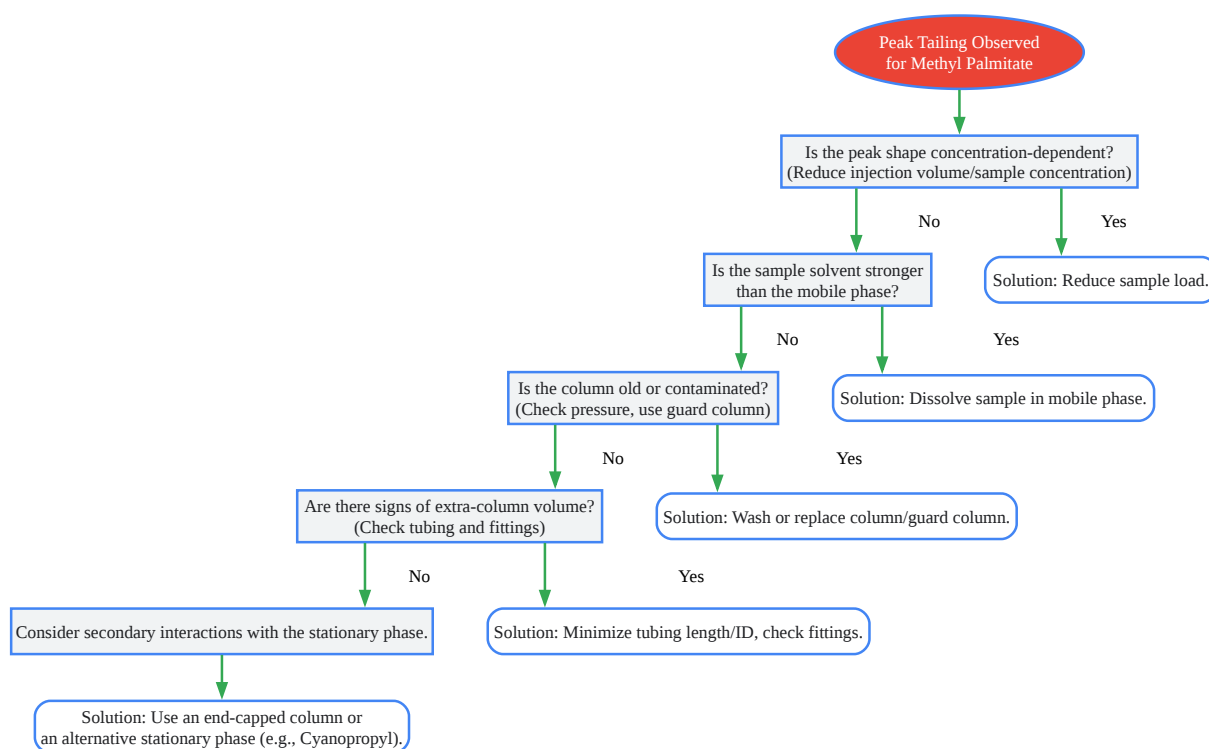 Peak Tailing Observed
for Methyl Palmitate
Is the peak shape concentration-dependent?
(Reduce injection volume/sample concentration)
No
Yes
Is the sample solvent stronger
than the mobile phase?
Solution: Reduce sample load.
No
Yes
Is the column old or contaminated?
(Check pressure, use guard column)
Solution: Dissolve sample in mobile phase.
No
Yes
Are there signs of extra-column volume?
(Check tubing and fittings)
Solution: Wash or replace column/guard column.
No
Yes
Consider secondary interactions with the stationary phase.
Solution: Minimize tubing length/ID, check fittings.
Solution: Use an end-capped column or
an alternative stationary phase (e.g., Cyanopropyl).